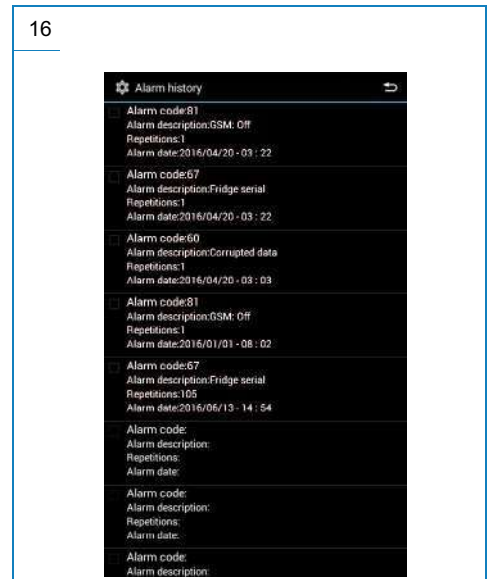 16
Alarm history
Alarm code:81
Alarm description:GSM: Off
Repetitions:1
Alarm date:2016/04/20 - 03 : 22
Alarm code:67
Alarm description:Fridge serial
Repetitions:1
Alarm date:2016/04/20 - 03 : 22
Alarm code:60
Alarm description:Corrupted data
Repetitions:1
Alarm date:2016/04/20 - 03 : 03
Alarm code:81
Alarm description:GSM: Off
Repetitions:1
Alarm date:2016/01/01 - 08 : 02
Alarm code:67
Alarm description:Fridge serial
Repetitions:105
Alarm date:2016/06/13 - 14 : 54
Alarm code:
Alarm description:
Repetitions:
Alarm date:
Alarm code:
Alarm description:
Repetitions:
Alarm date:
Alarm code:
Alarm description: